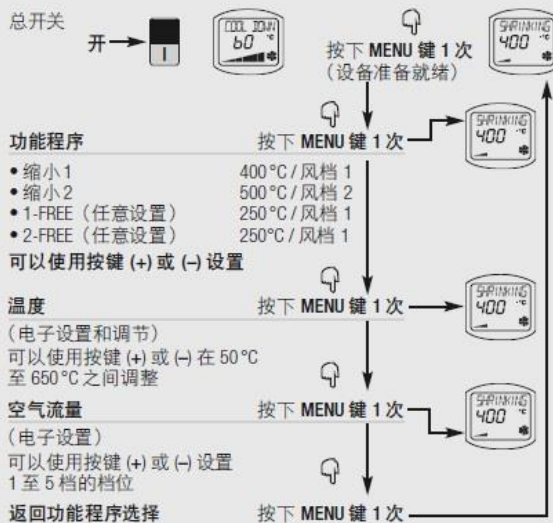 总开关
开
I
COOL DOWN
60 °C
按下 MENU 键 1 次
（设备准备就绪）
SHRINKING
400 °C
功能程序 按下 MENU 键 1 次
SHRINKING
400 °C
• 缩小 1 400°C / 风档 1
• 缩小 2 500°C / 风档 2
• 1-FREE（任意设置） 250°C / 风档 1
• 2-FREE（任意设置） 250°C / 风档 1
可以使用按键 (+) 或 (–) 设置
温度 按下 MENU 键 1 次
SHRINKING
400 °C
（电子设置和调节）
可以使用按键 (+) 或 (–) 在 50°C
至 650°C 之间调整
空气流量 按下 MENU 键 1 次
SHRINKING
400 °C
（电子设置）
可以使用按键 (+) 或 (–) 设置
1 至 5 档的档位
返回功能程序选择 按下 MENU 键 1 次